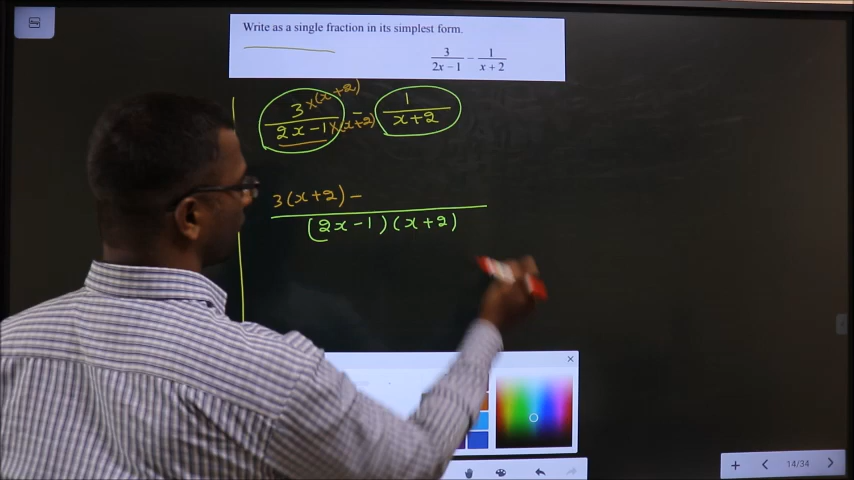 Write as a single fraction in its simplest form.
3/(2x − 1) − 1/(x + 2)
3×(x+2)/2x−1×(x+2) − 1/x+2
3(x+2) −
(2x−1)(x+2)
14/34